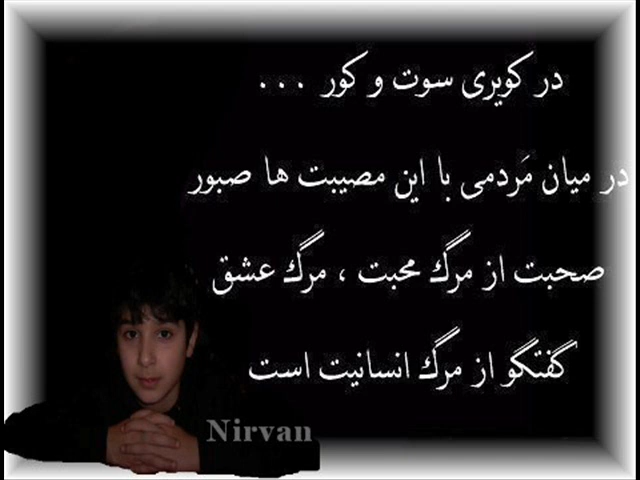 در کویری سوت و کور ...
در میان مَردمی با این مصیبت ها صبور
صحبت از مرگ محبت ، مرگ عشق
گفتگو از مرگ انسانیت است
Nirvan